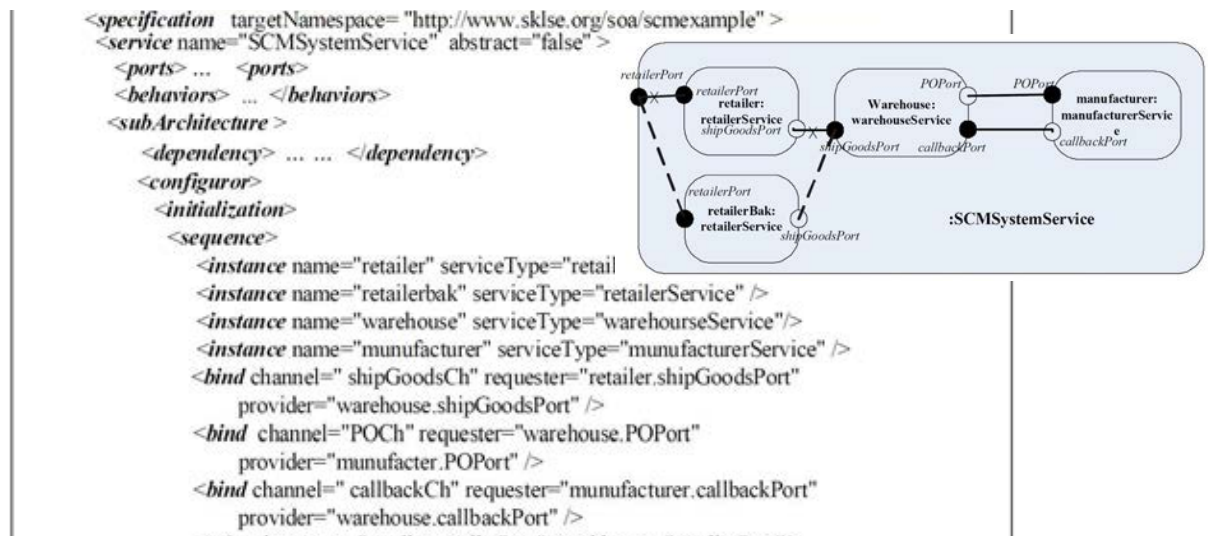 <specification targetNamespace= "http://www.sklse.org/soa/scmexample" >
<service name="SCMSystemService" abstract="false" >
<ports> ... <ports>
<behaviors> ... </behaviors>
<subArchitecture >
<dependency> ... ... </dependency>
<configuror>
<initialization>
<sequence>
<instance name="retailer" serviceType="retail
<instance name="retailerbak" serviceType="retailerService" />
<instance name="warehouse" serviceType="warehourseService"/>
<instance name="munufacturer" serviceType="munufacturerService" />
<bind channel=" shipGoodsCh" requester="retailer.shipGoodsPort"
provider="warehouse.shipGoodsPort" />
<bind channel="POCh" requester="warehouse.POPort"
provider="munufacter.POPort" />
<bind channel=" callbackCh" requester="munufacturer.callbackPort"
provider="warehouse.callbackPort" />
retailerPort
retailerPort
retailer:
retailerService
shipGoodsPort
shipGoodsPort
Warehouse:
warehouseService
POPort
callbackPort
POPort
manufacturer:
manufacturerServic
e
callbackPort
retailerPort
retailerBak:
retailerService
shipGoodsPort
:SCMSystemService